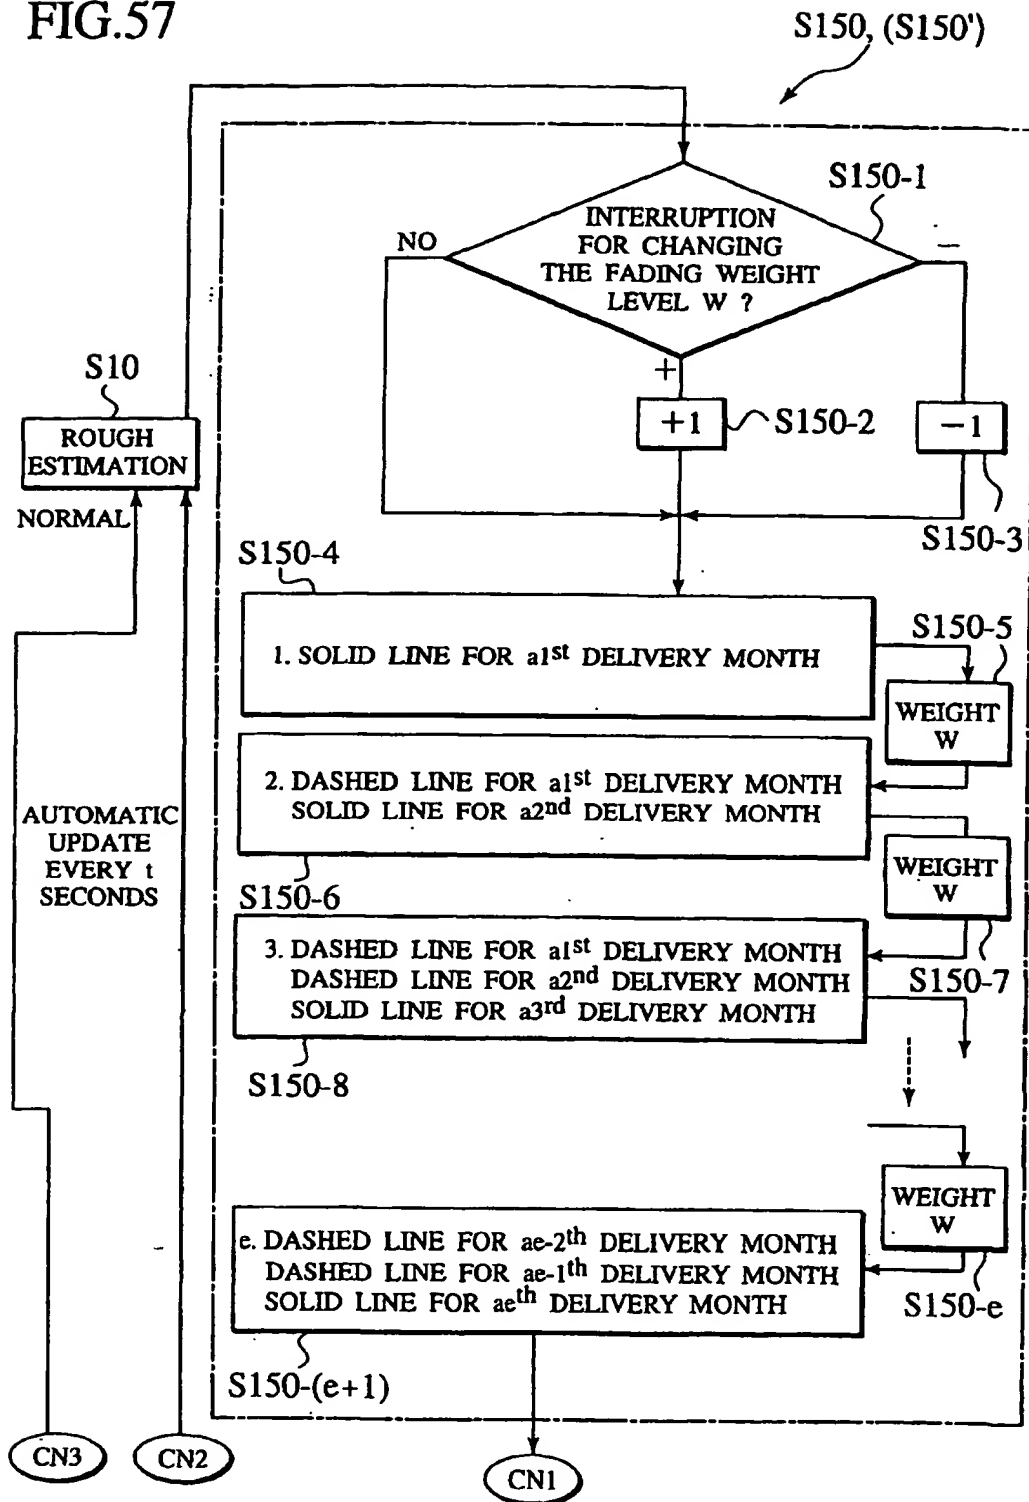 FIG.57
S150, (S150')
S150-1
INTERRUPTION
FOR CHANGING
THE FADING WEIGHT
LEVEL W ?
NO
−
+
+1
S150-2
−1
S150-3
S10
ROUGH
ESTIMATION
NORMAL
S150-4
1. SOLID LINE FOR a1st DELIVERY MONTH
S150-5
WEIGHT
W
2. DASHED LINE FOR a1st DELIVERY MONTH
SOLID LINE FOR a2nd DELIVERY MONTH
S150-6
WEIGHT
W
S150-7
AUTOMATIC
UPDATE
EVERY t
SECONDS
3. DASHED LINE FOR a1st DELIVERY MONTH
DASHED LINE FOR a2nd DELIVERY MONTH
SOLID LINE FOR a3rd DELIVERY MONTH
S150-8
WEIGHT
W
S150-e
e. DASHED LINE FOR ae-2th DELIVERY MONTH
DASHED LINE FOR ae-1th DELIVERY MONTH
SOLID LINE FOR aeth DELIVERY MONTH
S150-(e+1)
CN3
CN2
CN1